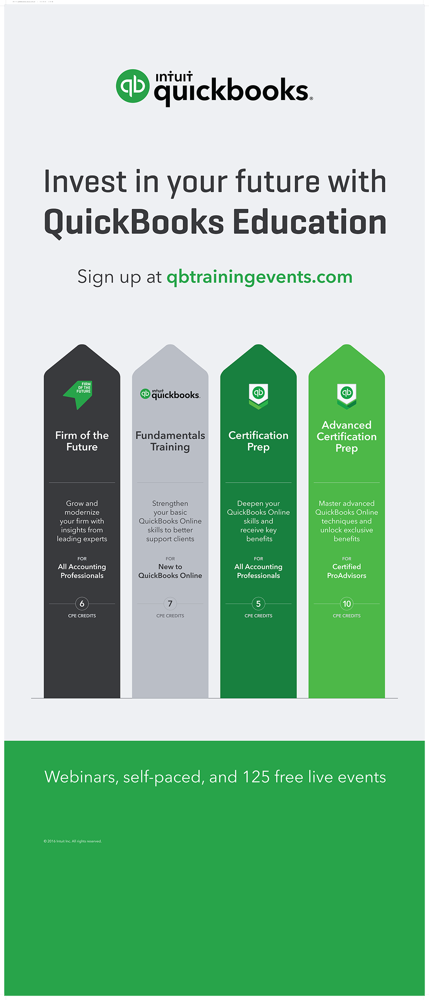 qb intuit
quickbooks.®
Invest in your future with
QuickBooks Education
Sign up at qbtrainingevents.com
FIRM
OF THE
FUTURE
Firm of the
Future
Grow and
modernize
your firm with
insights from
leading experts
FOR
All Accounting
Professionals
6
CPE CREDITS
qb intuit
quickbooks.
Fundamentals
Training
Strengthen
your basic
QuickBooks Online
skills to better
support clients
FOR
New to
QuickBooks Online
7
CPE CREDITS
qb
Certification
Prep
Deepen your
QuickBooks Online
skills and
receive key
benefits
FOR
All Accounting
Professionals
5
CPE CREDITS
qb
Advanced
Certification
Prep
Master advanced
QuickBooks Online
techniques and
unlock exclusive
benefits
FOR
Certified
ProAdvisors
10
CPE CREDITS
Webinars, self-paced, and 125 free live events
© 2016 Intuit Inc. All rights reserved.